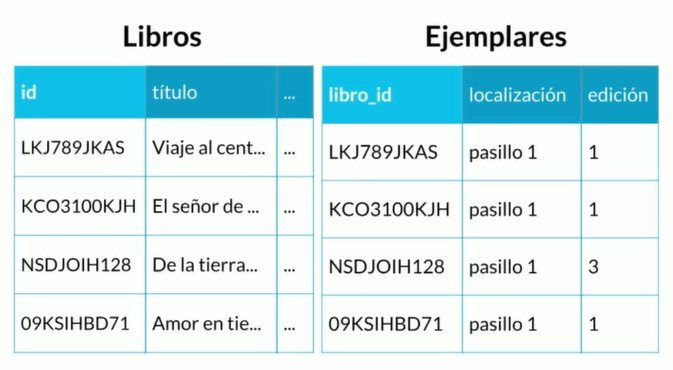 Libros
id título ...
LKJ789JKAS Viaje al cent... ...
KCO3100KJH El señor de ... ...
NSDJOIH128 De la tierra... ...
09KSIHBD71 Amor en tie... ...
Ejemplares
libro_id localización edición
LKJ789JKAS pasillo 1 1
KCO3100KJH pasillo 1 1
NSDJOIH128 pasillo 1 3
09KSIHBD71 pasillo 1 1